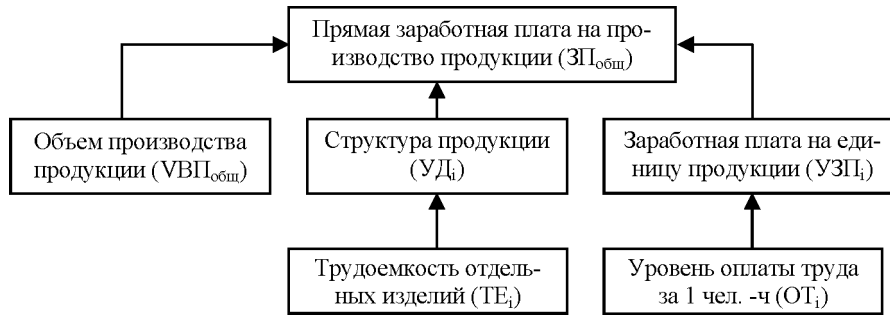 Прямая заработная плата на про-
изводство продукции (ЗПобщ)
Объем производства
продукции (VВПобщ)
Структура продукции
(УДi)
Заработная плата на еди-
ницу продукции (УЗПi)
Трудоемкость отдель-
ных изделий (ТЕi)
Уровень оплаты труда
за 1 чел. -ч (ОТi)